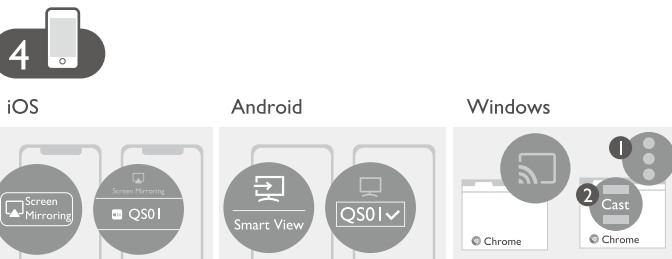 4
iOS
Android
Windows
Screen
Mirroring
Screen Mirroring
QS01
Smart View
QS01
Chrome
1
2
Cast
Chrome